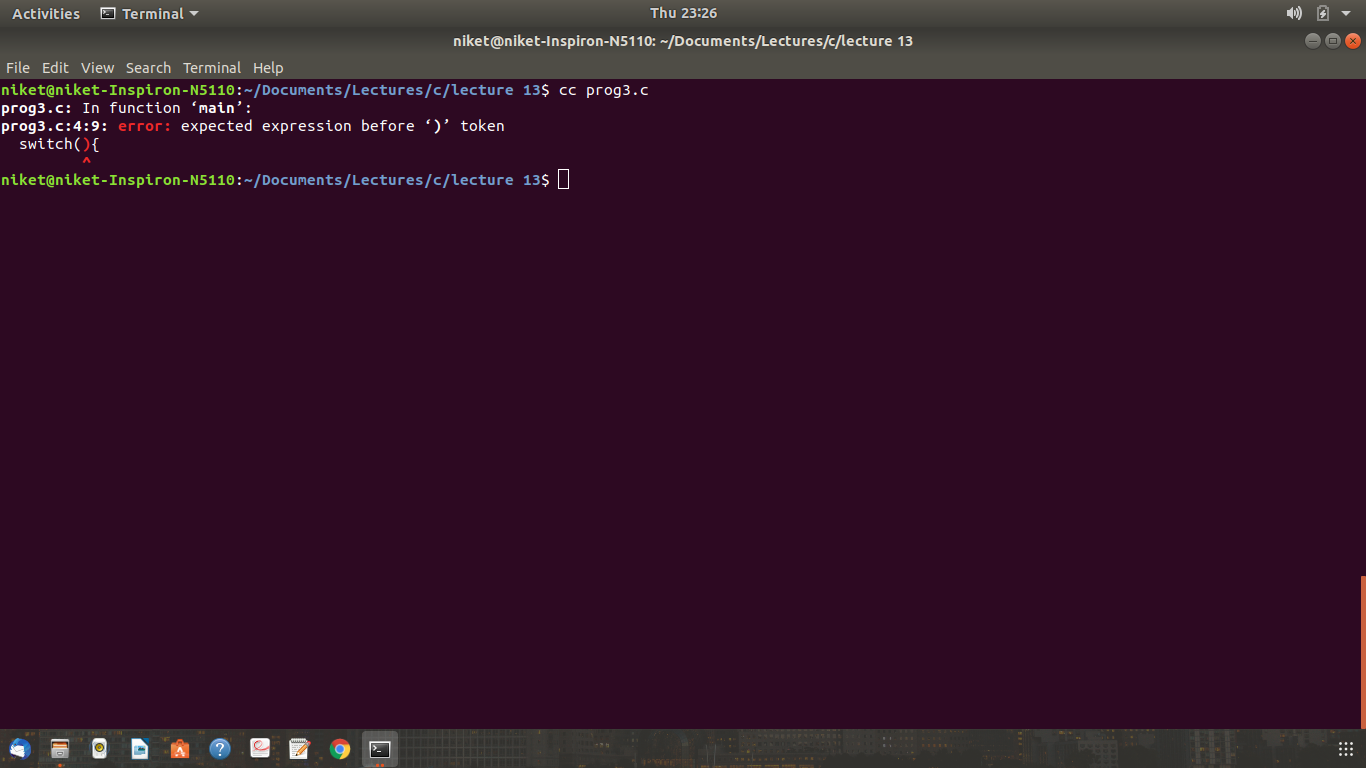 Activities Terminal Thu 23:26
niket@niket-Inspiron-N5110: ~/Documents/Lectures/c/lecture 13
File Edit View Search Terminal Help
niket@niket-Inspiron-N5110:~/Documents/Lectures/c/lecture 13$ cc prog3.c
prog3.c: In function ‘main’:
prog3.c:4:9: error: expected expression before ‘)’ token
switch(){
^
niket@niket-Inspiron-N5110:~/Documents/Lectures/c/lecture 13$